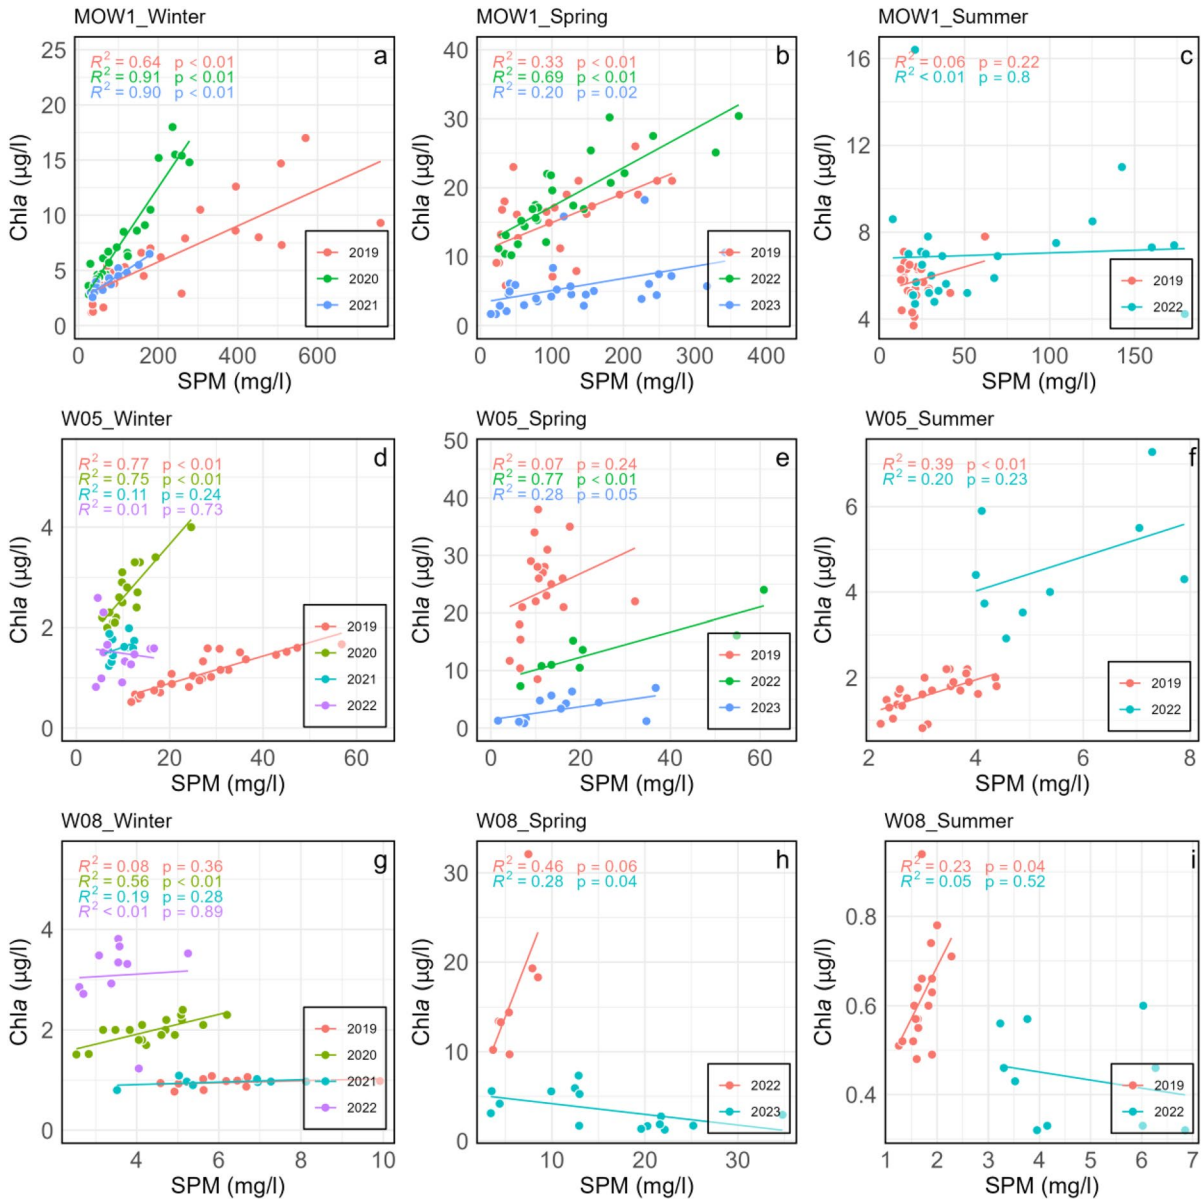 MOW1_Winter
a
R² = 0.64 p < 0.01
R² = 0.91 p < 0.01
R² = 0.90 p < 0.01
25
20
15
10
5
0
Chla (µg/l)
2019
2020
2021
0 200 400 600
SPM (mg/l)
MOW1_Spring
b
R² = 0.33 p < 0.01
R² = 0.69 p < 0.01
R² = 0.20 p = 0.02
40
30
20
10
0
Chla (µg/l)
2019
2022
2023
0 100 200 300 400
SPM (mg/l)
MOW1_Summer
c
R² = 0.06 p = 0.22
R² < 0.01 p = 0.8
16
12
8
4
Chla (µg/l)
2019
2022
0 50 100 150
SPM (mg/l)
W05_Winter
d
R² = 0.77 p < 0.01
R² = 0.75 p < 0.01
R² = 0.11 p = 0.24
R² = 0.01 p = 0.73
4
2
0
Chla (µg/l)
2019
2020
2021
2022
0 20 40 60
SPM (mg/l)
W05_Spring
e
R² = 0.07 p = 0.24
R² = 0.77 p < 0.01
R² = 0.28 p = 0.05
50
40
30
20
10
0
Chla (µg/l)
2019
2022
2023
0 20 40 60
SPM (mg/l)
W05_Summer
f
R² = 0.39 p < 0.01
R² = 0.20 p = 0.23
6
4
2
Chla (µg/l)
2019
2022
2 4 6 8
SPM (mg/l)
W08_Winter
g
R² = 0.08 p = 0.36
R² = 0.56 p < 0.01
R² = 0.19 p = 0.28
R² < 0.01 p = 0.89
4
2
0
Chla (µg/l)
2019
2020
2021
2022
4 6 8 10
SPM (mg/l)
W08_Spring
h
R² = 0.46 p = 0.06
R² = 0.28 p = 0.04
30
20
10
0
Chla (µg/l)
2022
2023
10 20 30
SPM (mg/l)
W08_Summer
i
R² = 0.23 p = 0.04
R² = 0.05 p = 0.52
0.8
0.6
0.4
Chla (µg/l)
2019
2022
1 2 3 4 5 6 7
SPM (mg/l)